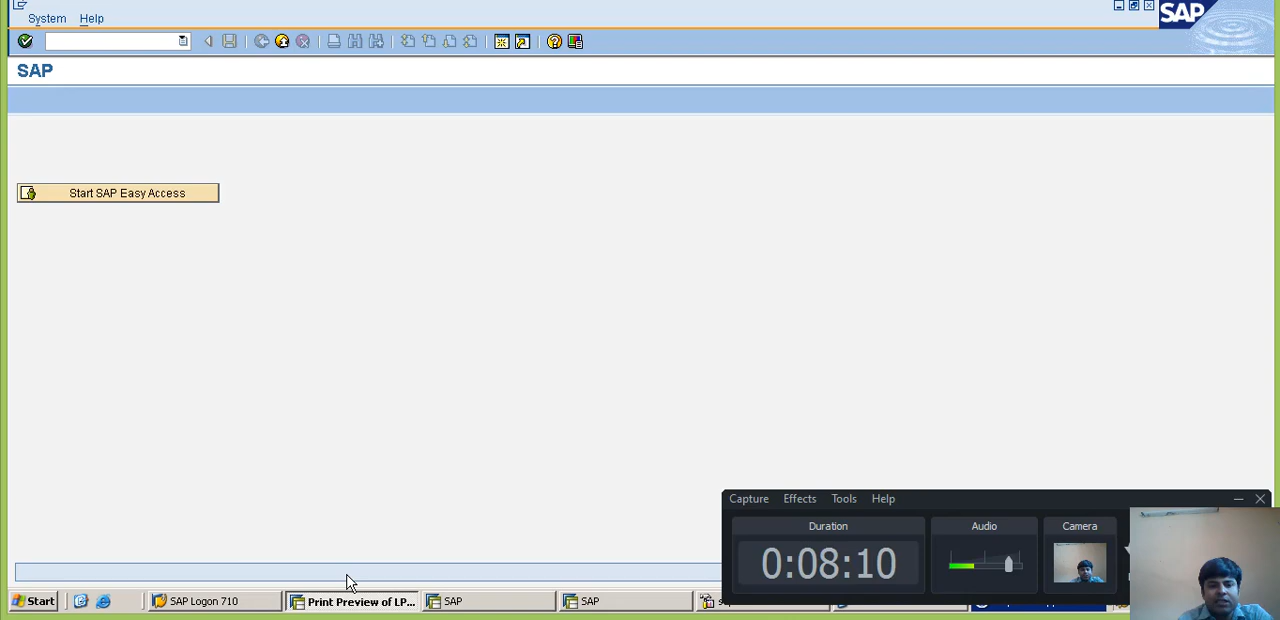 System Help
SAP
SAP
Start SAP Easy Access
Capture Effects Tools Help
Duration Audio Camera
0:08:10
Start SAP Logon 710 Print Preview of LP... SAP SAP